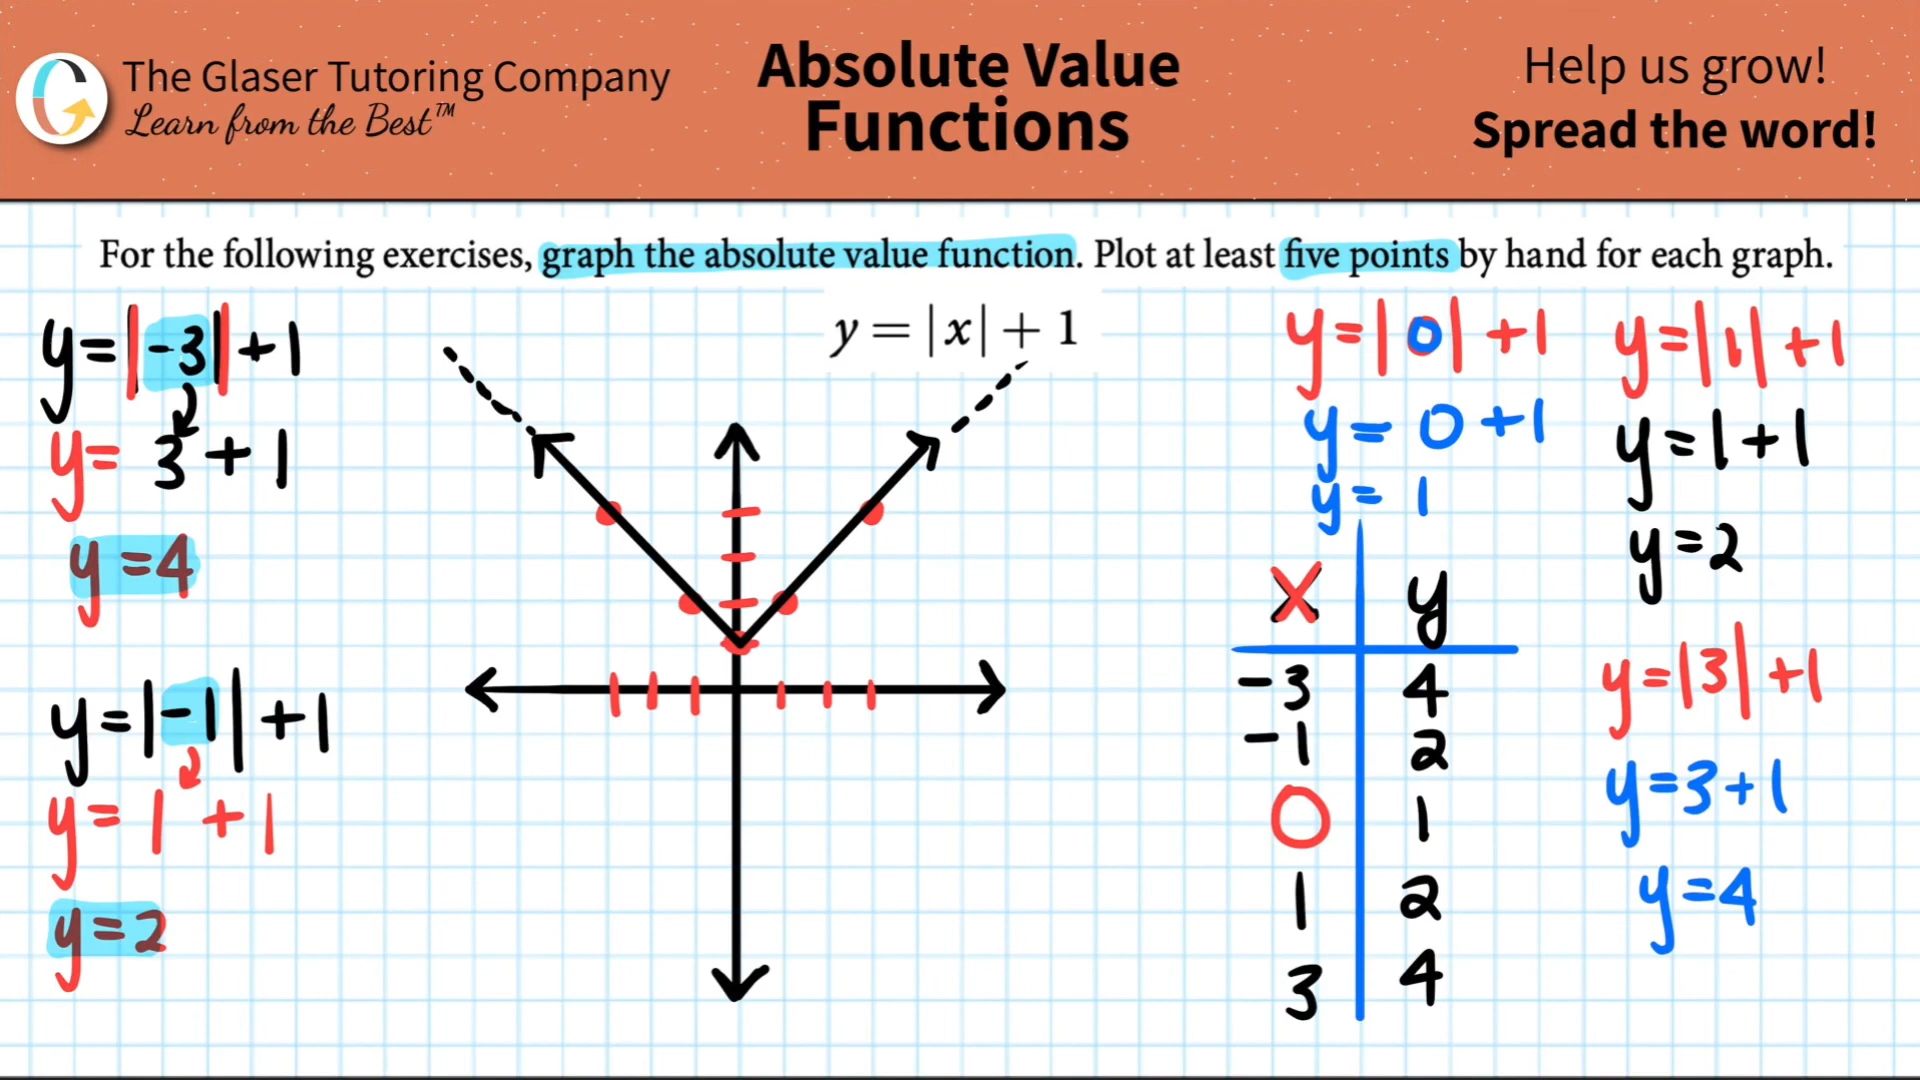 The Glaser Tutoring Company
Learn from the Best™
Absolute Value
Functions
Help us grow!
Spread the word!
For the following exercises, graph the absolute value function. Plot at least five points by hand for each graph.
y = |x| + 1
y=|-3|+1
y= 3 + 1
y=4
y=|-1|+1
y= 1 + 1
y=2
y=|0|+1
y= 0 +1
y= 1
x y
-3 4
-1 2
0 1
1 2
3 4
y=|1|+1
y=1+1
y=2
y=|3|+1
y=3+1
y=4